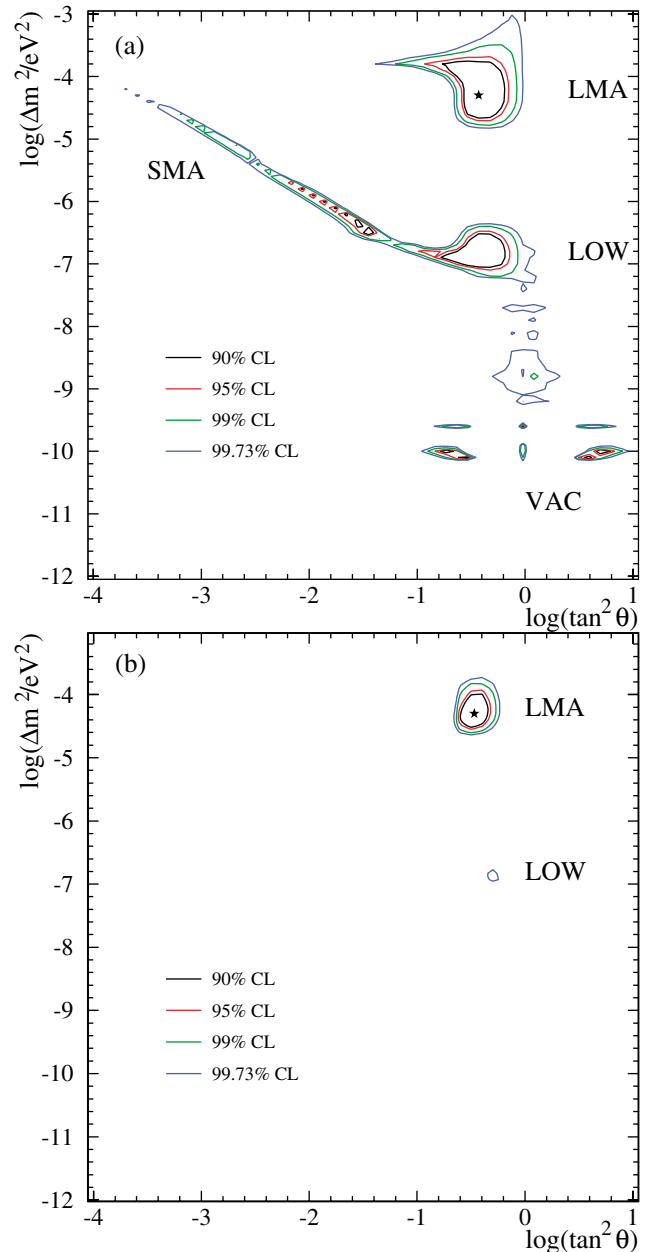 (a)
log(Δm²/eV²)
-3
-4
-5
-6
-7
-8
-9
-10
-11
-12
LMA
SMA
LOW
90% CL
95% CL
99% CL
99.73% CL
VAC
-4 -3 -2 -1 0 1
log(tan²θ)
(b)
log(Δm²/eV²)
-4
-5
-6
-7
-8
-9
-10
-11
-12
LMA
LOW
90% CL
95% CL
99% CL
99.73% CL
-4 -3 -2 -1 0 1
log(tan²θ)